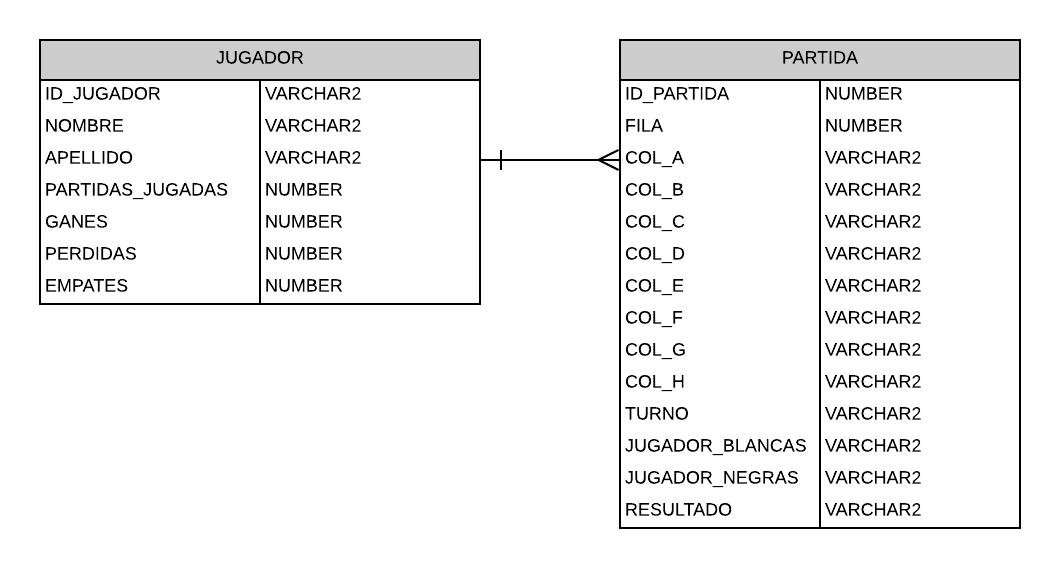 JUGADOR
ID_JUGADOR VARCHAR2
NOMBRE VARCHAR2
APELLIDO VARCHAR2
PARTIDAS_JUGADAS NUMBER
GANES NUMBER
PERDIDAS NUMBER
EMPATES NUMBER
PARTIDA
ID_PARTIDA NUMBER
FILA NUMBER
COL_A VARCHAR2
COL_B VARCHAR2
COL_C VARCHAR2
COL_D VARCHAR2
COL_E VARCHAR2
COL_F VARCHAR2
COL_G VARCHAR2
COL_H VARCHAR2
TURNO VARCHAR2
JUGADOR_BLANCAS VARCHAR2
JUGADOR_NEGRAS VARCHAR2
RESULTADO VARCHAR2